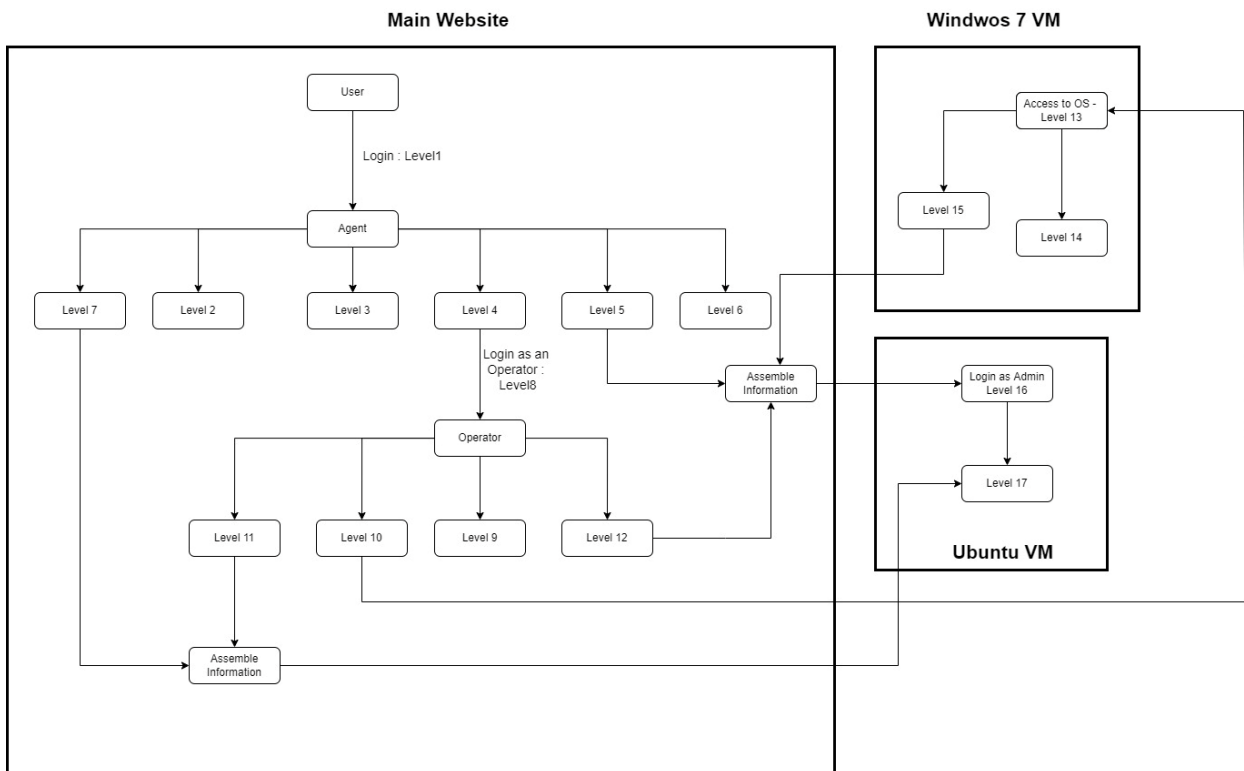 Main Website
Windwos 7 VM
User
Access to OS -
Level 13
Login : Level1
Level 15
Agent
Level 14
Level 7
Level 2
Level 3
Level 4
Level 5
Level 6
Login as an
Operator :
Level8
Assemble
Information
Login as Admin
Level 16
Operator
Level 17
Level 11
Level 10
Level 9
Level 12
Ubuntu VM
Assemble
Information